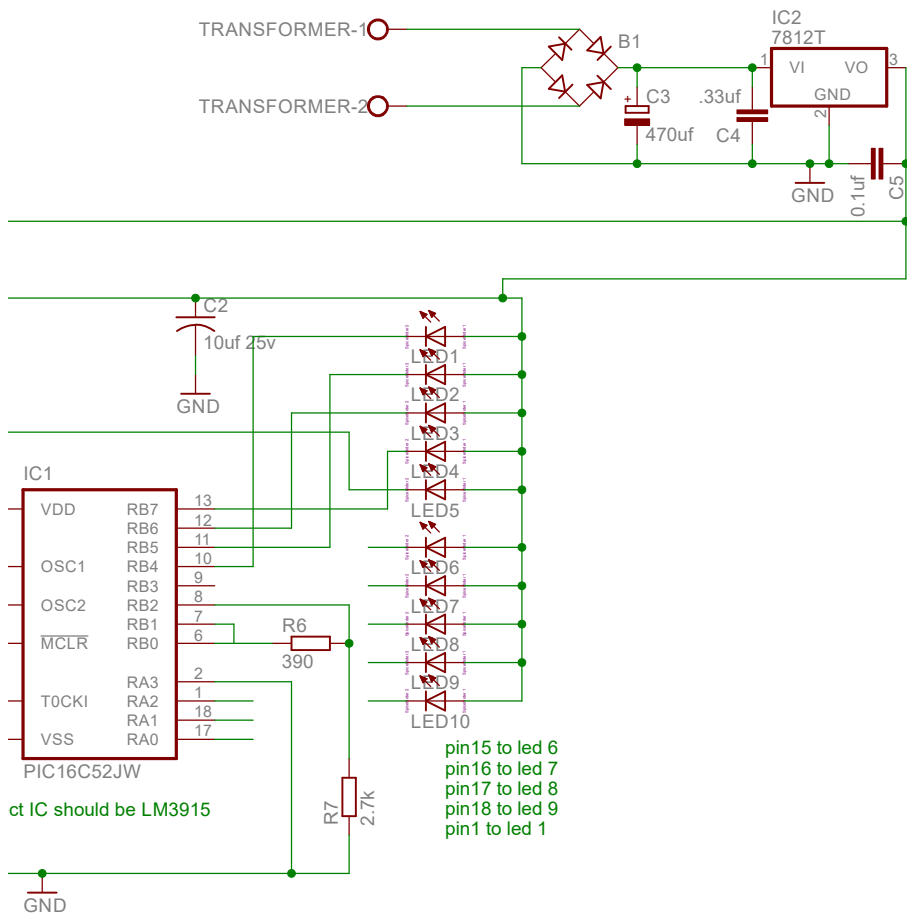 TRANSFORMER-1
TRANSFORMER-2
B1
IC2
7812T
1
VI
VO
3
GND
2
+
C3
470uf
.33uf
C4
GND
0.1uf
C5
C2
10uf 25v
GND
LED1
LED2
LED3
LED4
LED5
LED6
LED7
LED8
LED9
LED10
IC1
VDD
RB7
13
RB6
12
RB5
11
OSC1
RB4
10
RB3
9
OSC2
RB2
8
RB1
7
MCLR
RB0
6
RA3
2
T0CKI
RA2
1
RA1
18
VSS
RA0
17
PIC16C52JW
R6
390
R7
2.7k
ct IC should be LM3915
pin15 to led 6
pin16 to led 7
pin17 to led 8
pin18 to led 9
pin1 to led 1
GND